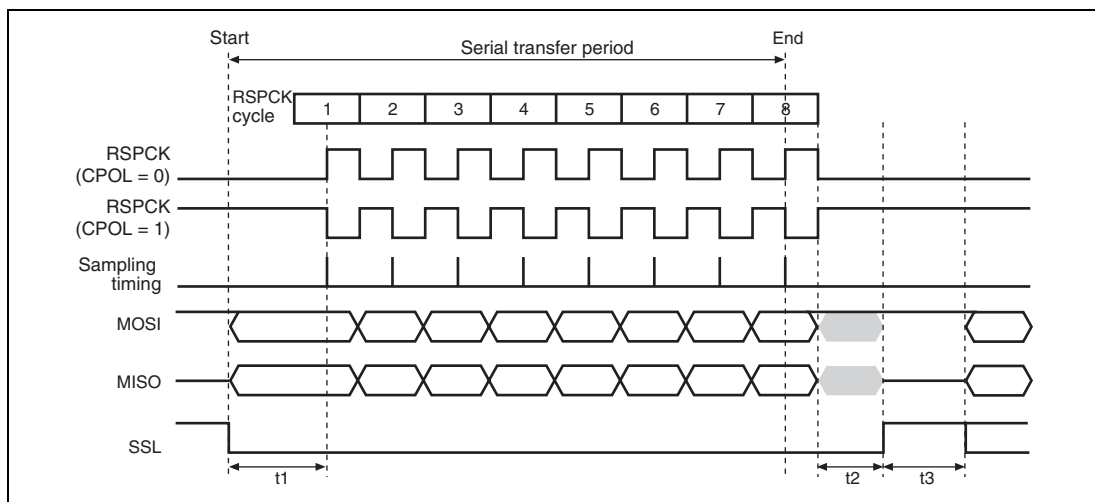 Start
Serial transfer period
End
RSPCK cycle
1 2 3 4 5 6 7 8
RSPCK
(CPOL = 0)
RSPCK
(CPOL = 1)
Sampling
timing
MOSI
MISO
SSL
t1
t2
t3